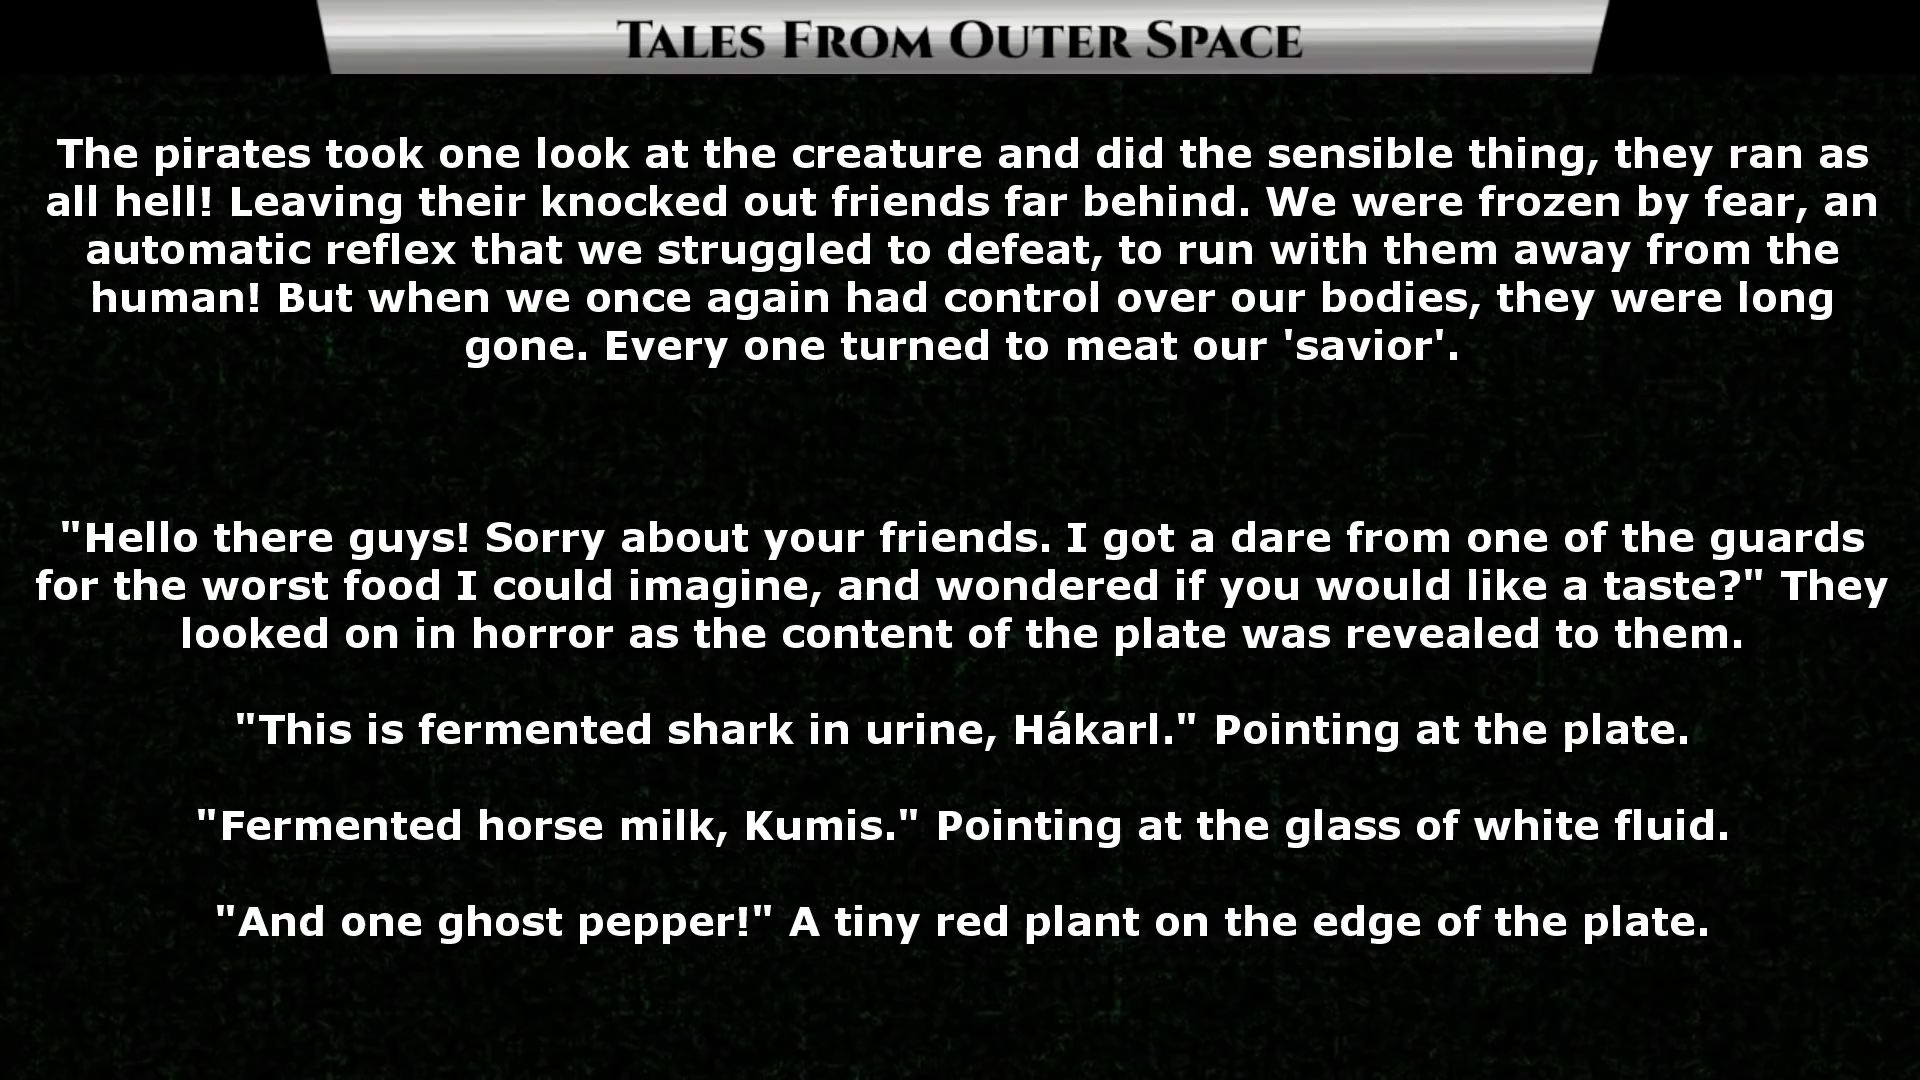 Tales From Outer Space
The pirates took one look at the creature and did the sensible thing, they ran as
all hell! Leaving their knocked out friends far behind. We were frozen by fear, an
automatic reflex that we struggled to defeat, to run with them away from the
human! But when we once again had control over our bodies, they were long
gone. Every one turned to meat our 'savior'.
"Hello there guys! Sorry about your friends. I got a dare from one of the guards
for the worst food I could imagine, and wondered if you would like a taste?" They
looked on in horror as the content of the plate was revealed to them.
"This is fermented shark in urine, Hákarl." Pointing at the plate.
"Fermented horse milk, Kumis." Pointing at the glass of white fluid.
"And one ghost pepper!" A tiny red plant on the edge of the plate.